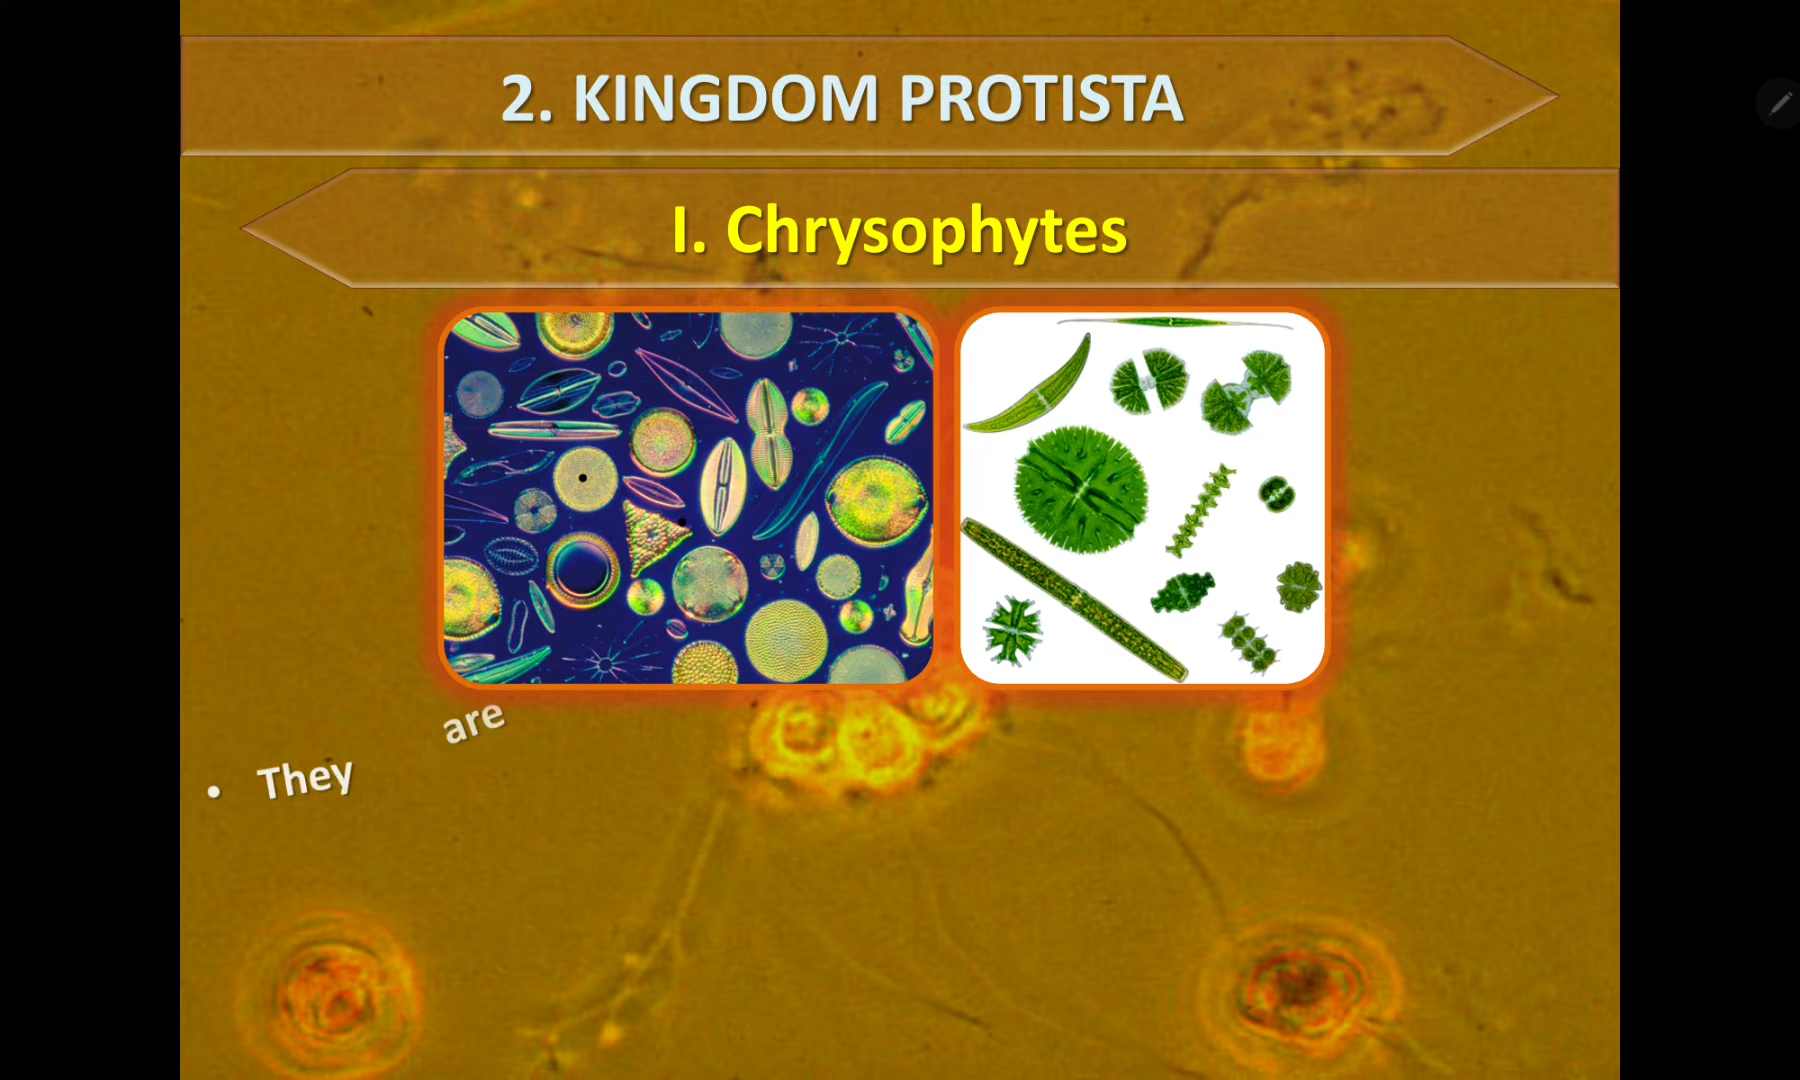 2. KINGDOM PROTISTA
I. Chrysophytes
• They are